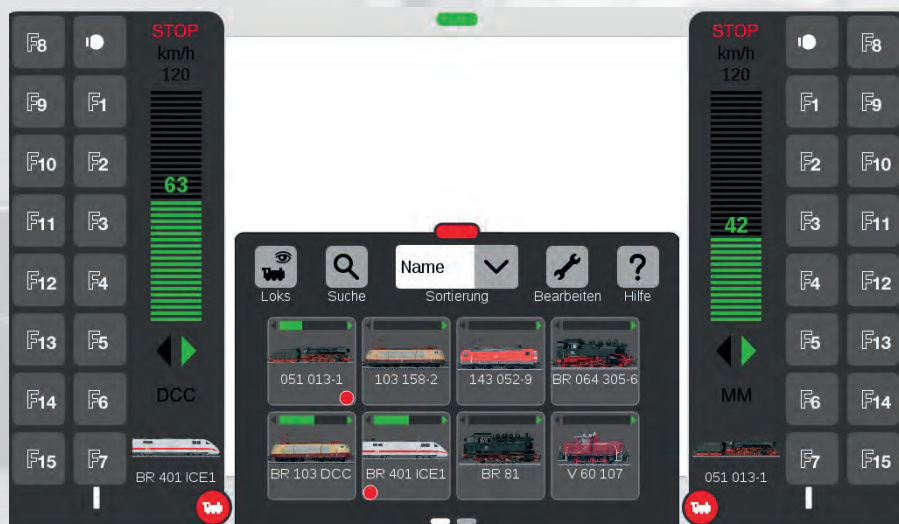 F8
STOP
km/h
120
F9 F1
F10 F2
63
F11 F3
F12 F4
F13 F5
F14 F6
DCC
F15 F7
BR 401 ICE1
Name
Loks Suche Sortierung Bearbeiten Hilfe
051 013-1 103 158-2 143 052-9 BR 064 305-6
BR 103 DCC BR 401 ICE1 BR 81 V 60 107
STOP
km/h
120
F8
F1 F9
F2 F10
42
F3 F11
F4 F12
F5 F13
MM
F6 F14
F7 F15
051 013-1